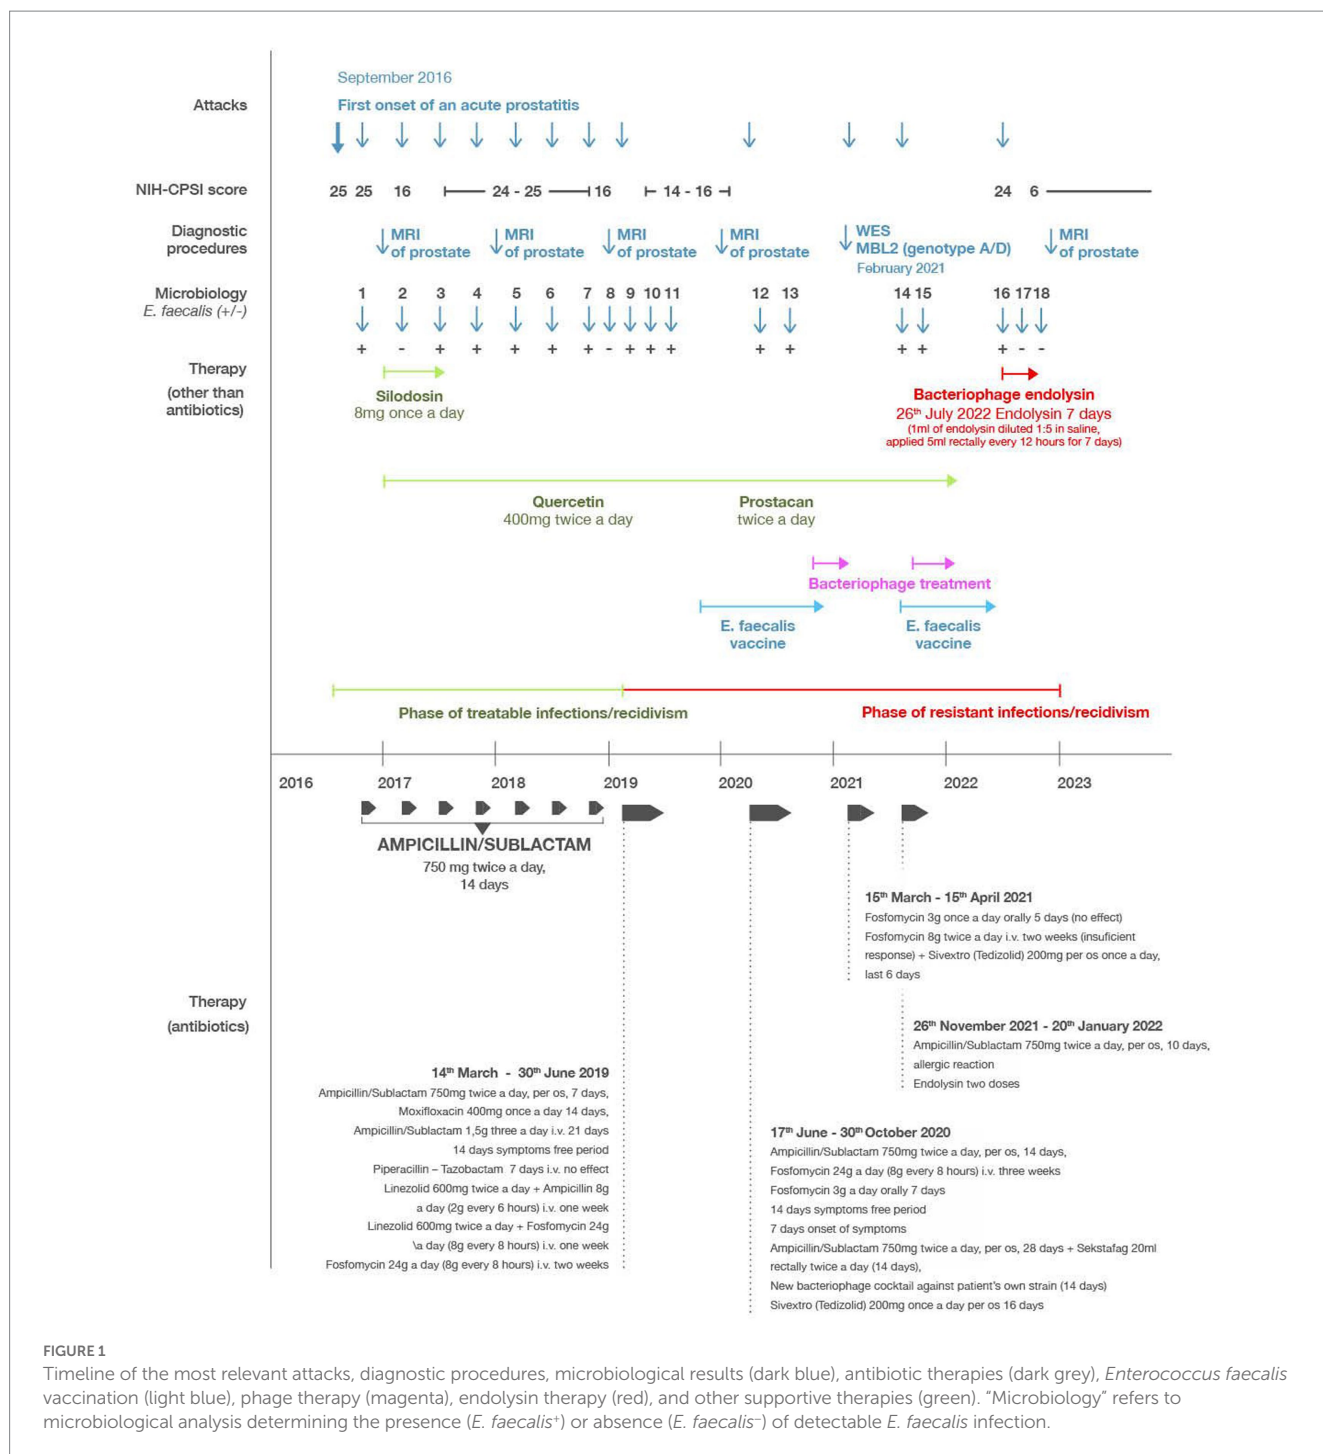 September 2016
Attacks
First onset of an acute prostatitis
NIH-CPSI score
25 25 16 24 - 25 16 14 - 16 24 6
Diagnostic
procedures
MRI
of prostate
MRI
of prostate
MRI
of prostate
MRI
of prostate
WES
MBL2 (genotype A/D)
February 2021
MRI
of prostate
Microbiology
E. faecalis (+/-)
1 2 3 4 5 6 7 8 9 10 11 12 13 14 15 16 17 18
+ - + + + + + - + + + + + + + + - -
Therapy
(other than
antibiotics)
Silodosin
8mg once a day
Bacteriophage endolysin
26th July 2022 Endolysin 7 days
(1ml of endolysin diluted 1:5 in saline,
applied 5ml rectally every 12 hours for 7 days)
Quercetin
400mg twice a day
Prostacan
twice a day
Bacteriophage treatment
E. faecalis
vaccine
E. faecalis
vaccine
Phase of treatable infections/recidivism
Phase of resistant infections/recidivism
2016 2017 2018 2019 2020 2021 2022 2023
AMPICILLIN/SUBLACTAM
750 mg twice a day,
14 days
15th March - 15th April 2021
Fosfomycin 3g once a day orally 5 days (no effect)
Fosfomycin 8g twice a day i.v. two weeks (insuficient
response) + Sivextro (Tedizolid) 200mg per os once a day,
last 6 days
Therapy
(antibiotics)
26th November 2021 - 20th January 2022
Ampicillin/Sublactam 750mg twice a day, per os, 10 days,
allergic reaction
Endolysin two doses
14th March - 30th June 2019
Ampicillin/Sublactam 750mg twice a day, per os, 7 days,
Moxifloxacin 400mg once a day 14 days,
Ampicillin/Sublactam 1,5g three a day i.v. 21 days
14 days symptoms free period
Piperacillin – Tazobactam 7 days i.v. no effect
Linezolid 600mg twice a day + Ampicillin 8g
a day (2g every 6 hours) i.v. one week
Linezolid 600mg twice a day + Fosfomycin 24g
\a day (8g every 8 hours) i.v. one week
Fosfomycin 24g a day (8g every 8 hours) i.v. two weeks
17th June - 30th October 2020
Ampicillin/Sublactam 750mg twice a day, per os, 14 days,
Fosfomycin 24g a day (8g every 8 hours) i.v. three weeks
Fosfomycin 3g a day orally 7 days
14 days symptoms free period
7 days onset of symptoms
Ampicillin/Sublactam 750mg twice a day, per os, 28 days + Sekstafag 20ml
rectally twice a day (14 days),
New bacteriophage cocktail against patient's own strain (14 days)
Sivextro (Tedizolid) 200mg once a day per os 16 days
FIGURE 1
Timeline of the most relevant attacks, diagnostic procedures, microbiological results (dark blue), antibiotic therapies (dark grey), Enterococcus faecalis
vaccination (light blue), phage therapy (magenta), endolysin therapy (red), and other supportive therapies (green). "Microbiology" refers to
microbiological analysis determining the presence (E. faecalis⁺) or absence (E. faecalis⁻) of detectable E. faecalis infection.